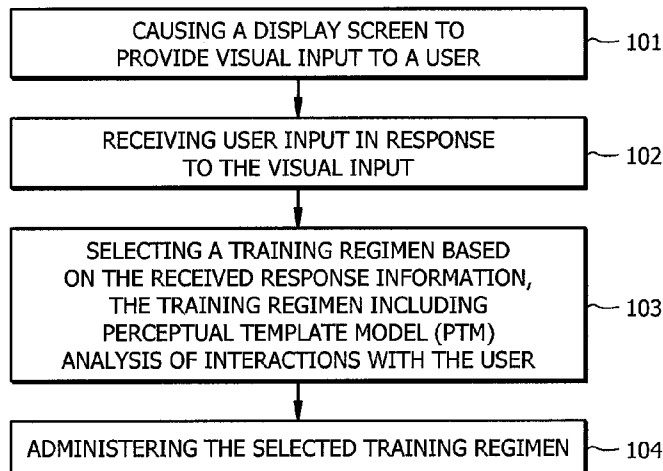 CAUSING A DISPLAY SCREEN TO
PROVIDE VISUAL INPUT TO A USER
101
RECEIVING USER INPUT IN RESPONSE
TO THE VISUAL INPUT
102
SELECTING A TRAINING REGIMEN BASED
ON THE RECEIVED RESPONSE INFORMATION,
THE TRAINING REGIMEN INCLUDING
PERCEPTUAL TEMPLATE MODEL (PTM)
ANALYSIS OF INTERACTIONS WITH THE USER
103
ADMINISTERING THE SELECTED TRAINING REGIMEN
104